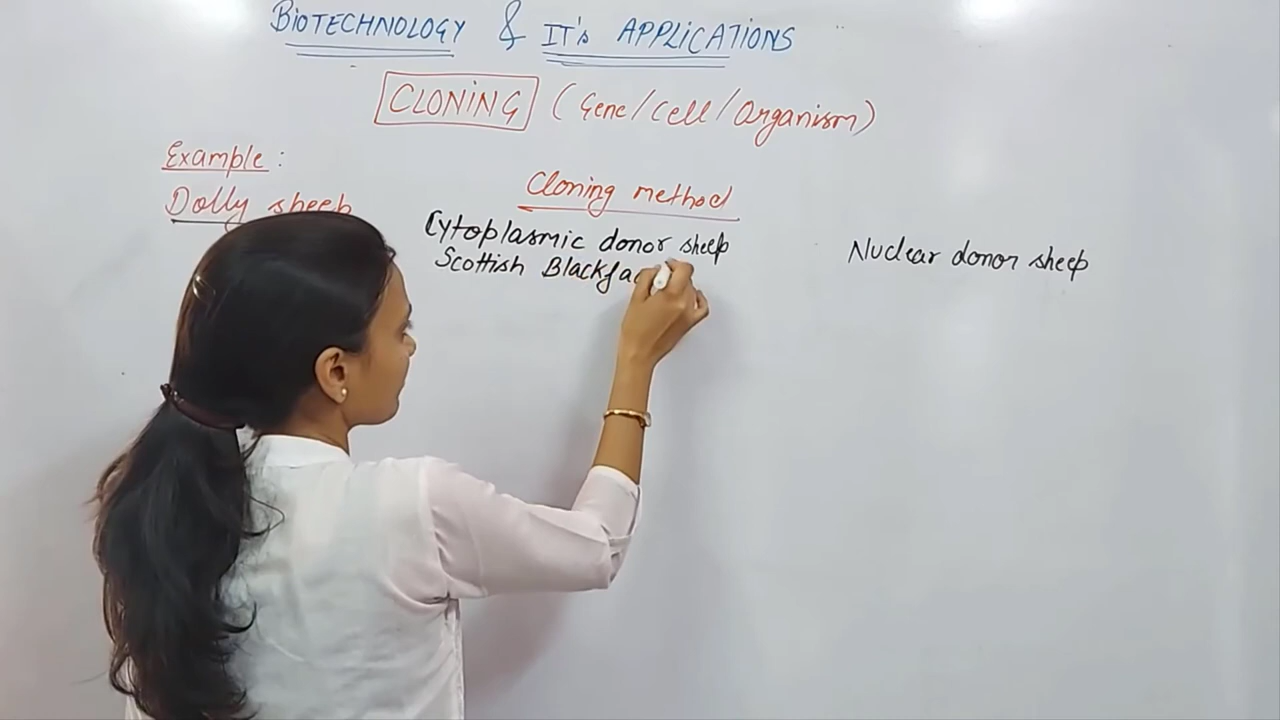 BIOTECHNOLOGY & IT's APPLICATIONS
CLONING (Gene/Cell/Organism)
Example:
Dolly sheep
Cloning method
Cytoplasmic donor sheep
Scottish Blackfa
Nuclear donor sheep